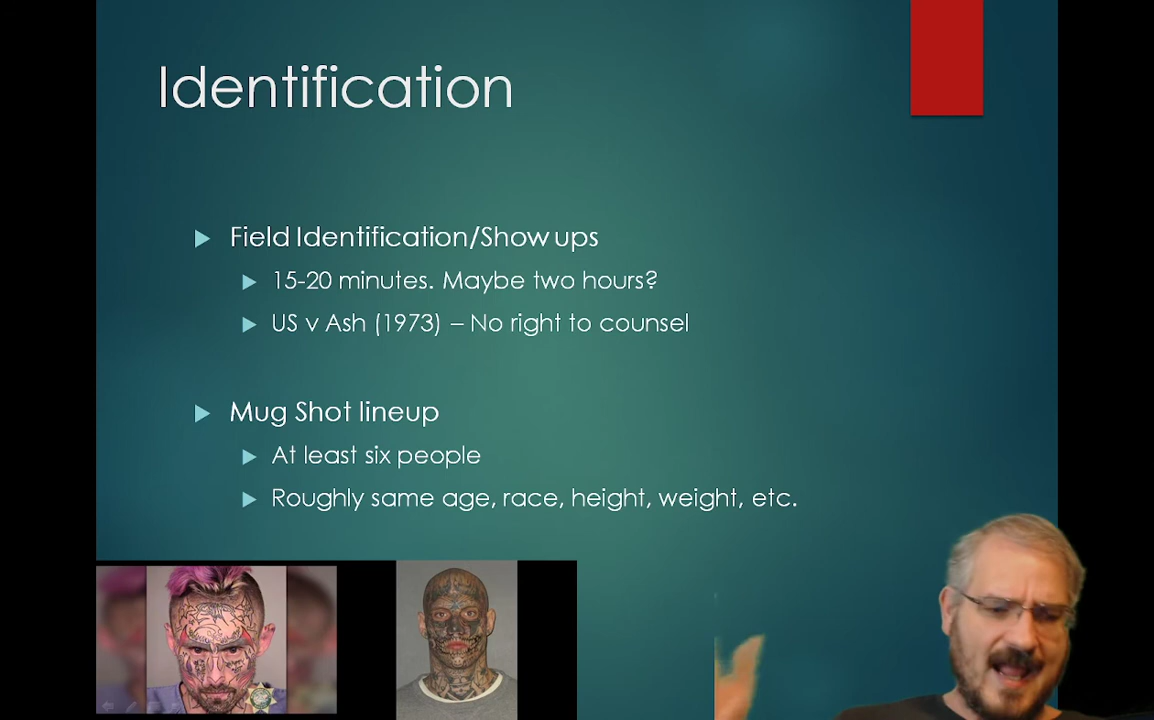 Identification
Field Identification/Show ups
15-20 minutes. Maybe two hours?
US v Ash (1973) – No right to counsel
Mug Shot lineup
At least six people
Roughly same age, race, height, weight, etc.